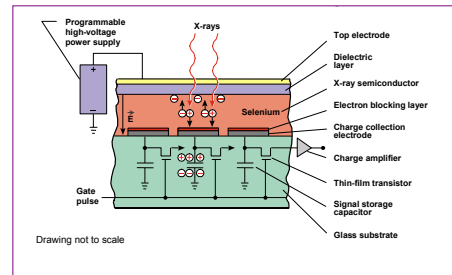 Programmable
high-voltage
power supply
X-rays
Top electrode
Dielectric
layer
X-ray semiconductor
Electron blocking layer
Charge collection
electrode
Charge amplifier
Thin-film transistor
Signal storage
capacitor
Glass substrate
+
–
E
Selenium
Gate
pulse
Drawing not to scale